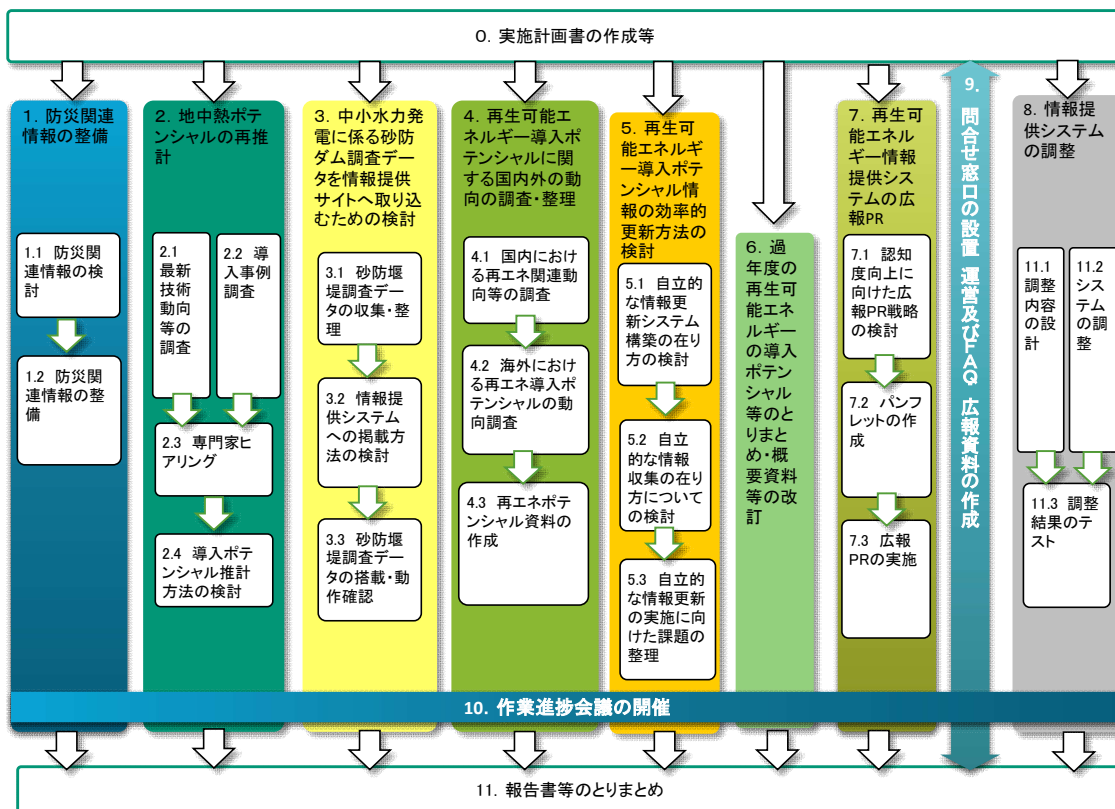 0. 実施計画書の作成等
1. 防災関連
情報の整備
1.1 防災関
連情報の検
討
1.2 防災関
連情報の整
備
2. 地中熱ポテ
ンシャルの再推
計
2.1
最新
技術
動向
等の
調査
2.2 導
入事例
調査
2.3 専門家ヒ
アリング
2.4 導入ポテ
ンシャル推計
方法の検討
3. 中小水力発
電に係る砂防
ダム調査デー
タを情報提供
サイトへ取り込
むための検討
3.1 砂防堰
堤調査デー
タの収集・整
理
3.2 情報提
供システム
への掲載方
法の検討
3.3 砂防堰
堤調査デー
タの搭載・動
作確認
4. 再生可能エ
ネルギー導入ポ
テンシャルに関
する国内外の動
向の調査・整理
4.1 国内にお
ける再エネ関連動
向等の調査
4.2 海外にお
ける再エネ導入ポ
テンシャルの動
向調査
4.3 再エネポテ
ンシャル資料の
作成
5. 再生可
能エネルギ
ー導入ポテ
ンシャル情
報の効率的
更新方法の
検討
5.1 自立的
な情報更
新システム
構築の在り
方の検討
5.2 自立
的な情報
収集の在り
方について
の検討
5.3 自立的
な情報更新
の実施に向
けた課題の
整理
6. 過
年度の
再生可
能エネ
ルギー
の導入
ポテン
シャル
等のと
りまと
め・概
要資料
等の改
訂
7. 再生可
能エネル
ギー情報
提供シス
テムの広
報PR
7.1 認知
度向上に
向けた広
報PR戦略
の検討
7.2 パンフ
レットの作
成
7.3 広報
PRの実施
9. 問合せ窓口の設置 運営及びFAQ 広報資料の作成
8. 情報提
供システム
の調整
11.1
調整
内容
の設
計
11.2シ
ステム
の調
整
11.3 調整
結果のテ
スト
10. 作業進捗会議の開催
11. 報告書等のとりまとめ